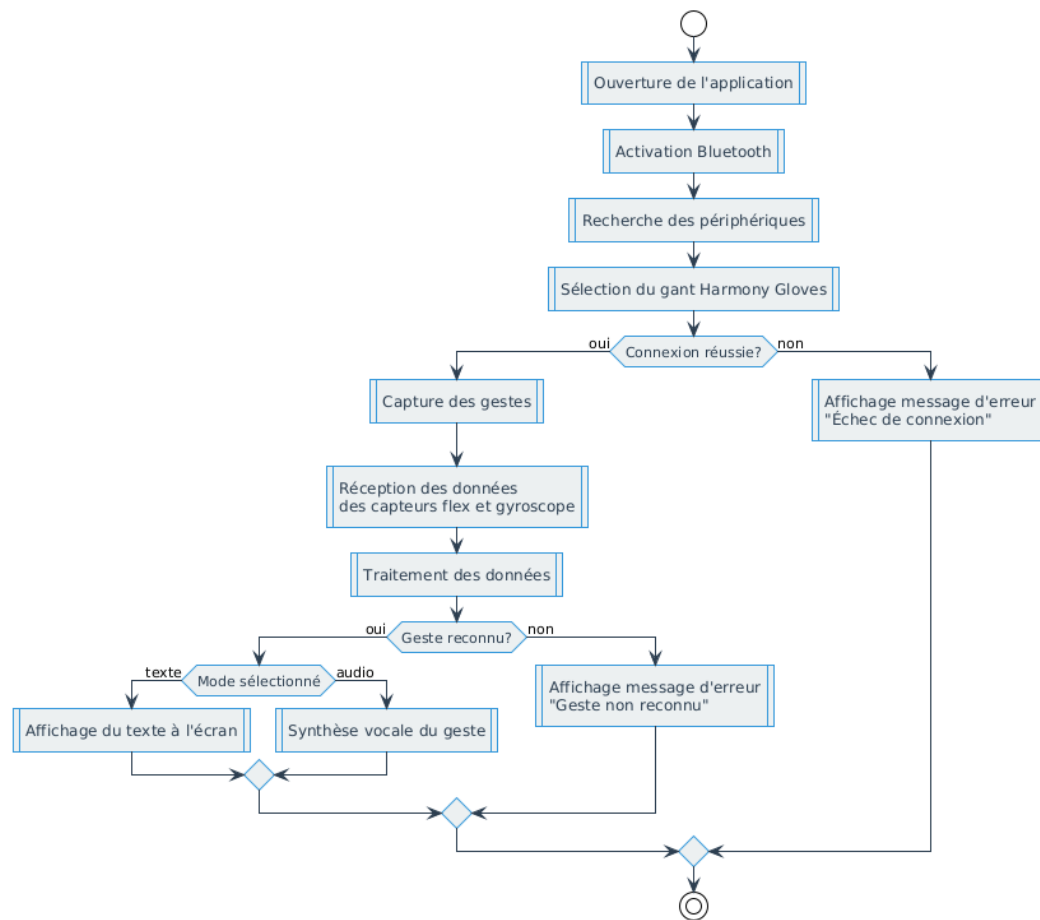 Ouverture de l'application
Activation Bluetooth
Recherche des périphériques
Sélection du gant Harmony Gloves
oui
Connexion réussie?
non
Capture des gestes
Affichage message d'erreur
"Échec de connexion"
Réception des données
des capteurs flex et gyroscope
Traitement des données
oui
Geste reconnu?
non
texte
Mode sélectionné
audio
Affichage message d'erreur
"Geste non reconnu"
Affichage du texte à l'écran
Synthèse vocale du geste